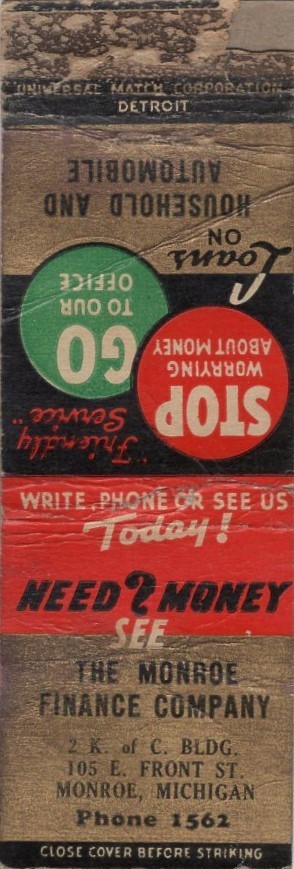 UNIVERSAL MATCH CORPORATION
DETROIT
"Friendly
Service"
STOP
WORRYING
ABOUT MONEY
GO
TO OUR
OFFICE
Loans
ON
HOUSEHOLD AND
AUTOMOBILE
WRITE, PHONE OR SEE US
Today!
NEED? MONEY
SEE
THE MONROE
FINANCE COMPANY
2 K. of C. BLDG.
105 E. FRONT ST.
MONROE, MICHIGAN
Phone 1562
CLOSE COVER BEFORE STRIKING